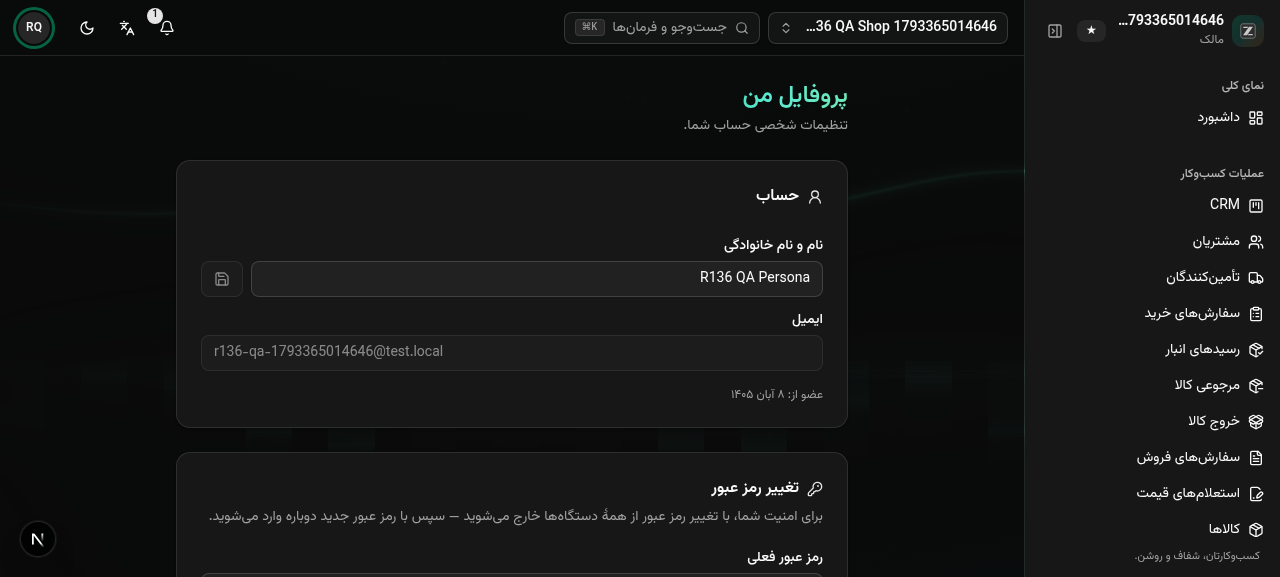 …793365014646
مالک
نمای کلی
داشبورد
عملیات کسب‌وکار
CRM
مشتریان
تأمین‌کنندگان
سفارش‌های خرید
رسیدهای انبار
مرجوعی کالا
خروج کالا
سفارش‌های فروش
استعلام‌های قیمت
کالاها
کسب‌وکارتان، شفاف و روشن.
…36 QA Shop 1793365014646
جست‌وجو و فرمان‌ها
⌘K
1
RQ
پروفایل من
تنظیمات شخصی حساب شما.
حساب
نام و نام خانوادگی
R136 QA Persona
ایمیل
r136-qa-1793365014646@test.local
عضو از: ۸ آبان ۱۴۰۵
تغییر رمز عبور
برای امنیت شما، با تغییر رمز عبور از همهٔ دستگاه‌ها خارج می‌شوید — سپس با رمز عبور جدید دوباره وارد می‌شوید.
رمز عبور فعلی
N